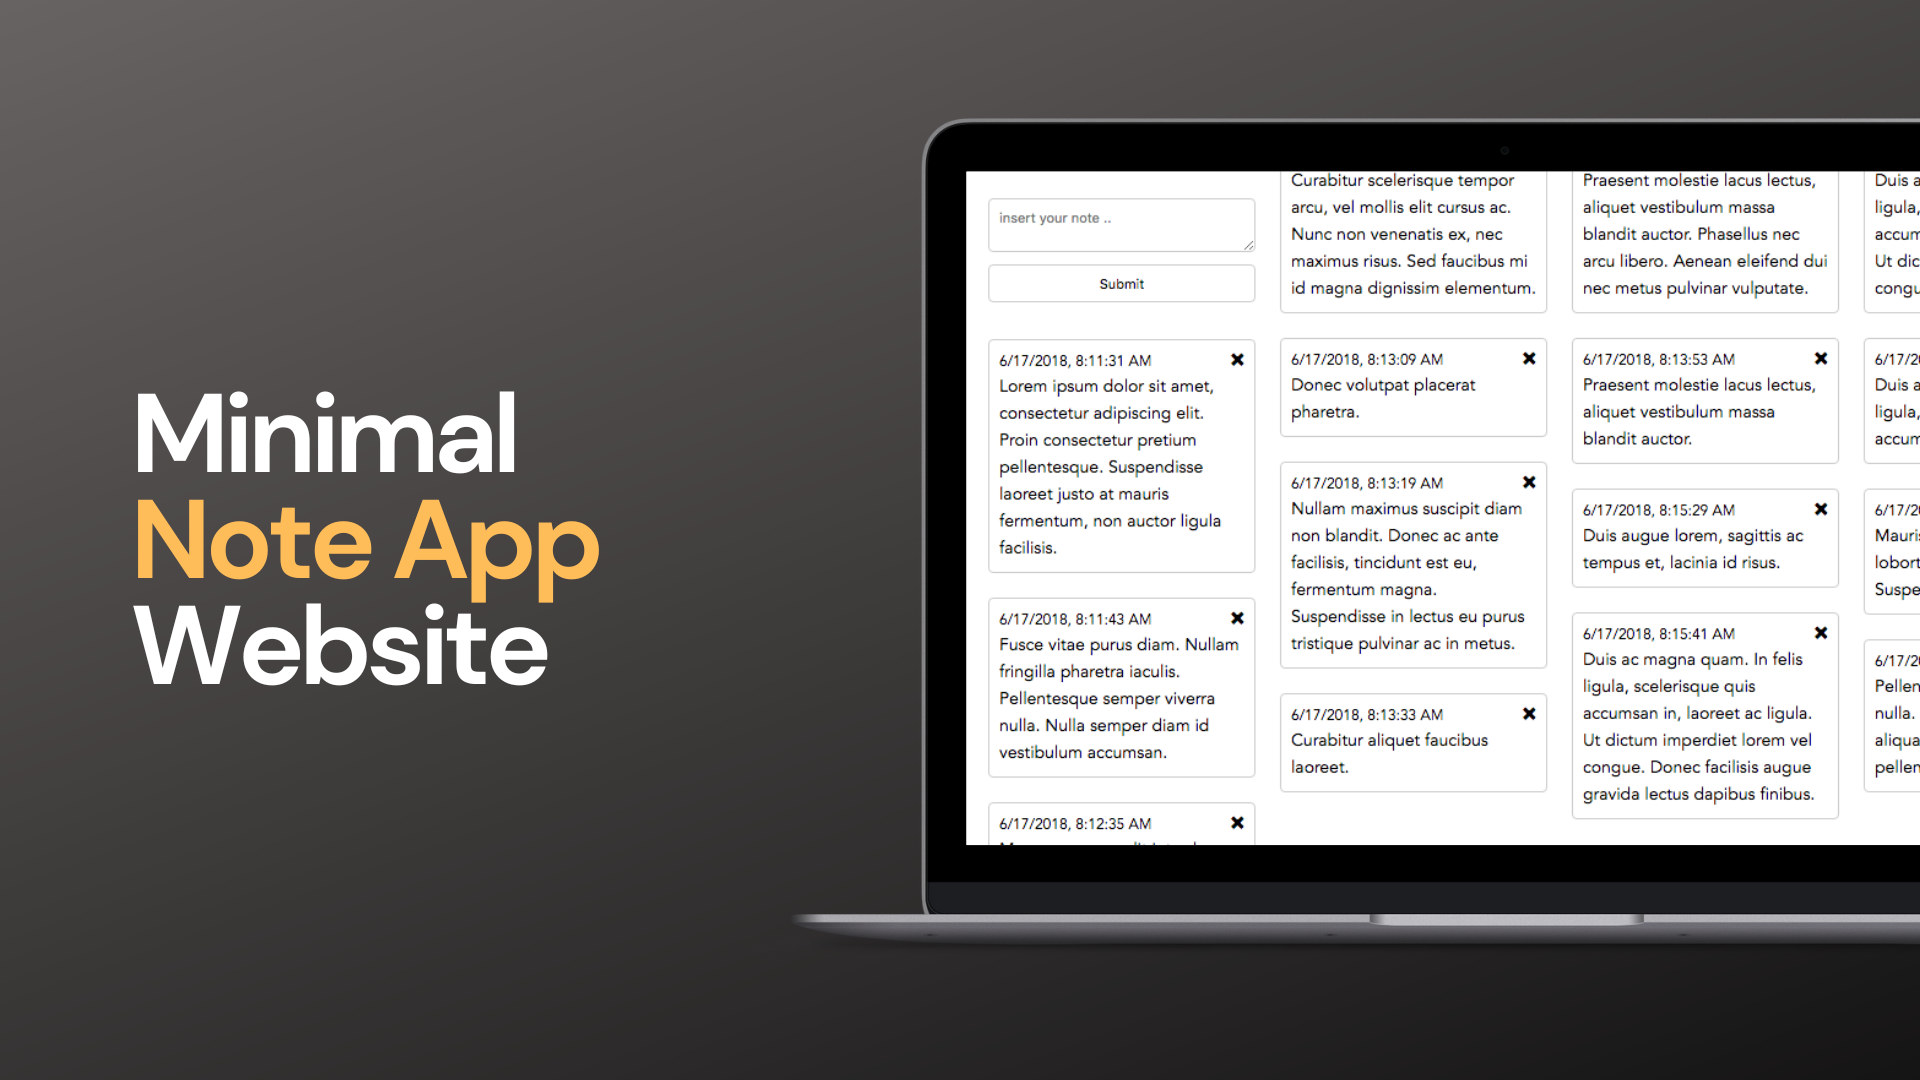 Minimal
Note App
Website
insert your note ..
Submit
6/17/2018, 8:11:31 AM
Lorem ipsum dolor sit amet,
consectetur adipiscing elit.
Proin consectetur pretium
pellentesque. Suspendisse
laoreet justo at mauris
fermentum, non auctor ligula
facilisis.
6/17/2018, 8:11:43 AM
Fusce vitae purus diam. Nullam
fringilla pharetra iaculis.
Pellentesque semper viverra
nulla. Nulla semper diam id
vestibulum accumsan.
6/17/2018, 8:12:35 AM
Curabitur scelerisque tempor
arcu, vel mollis elit cursus ac.
Nunc non venenatis ex, nec
maximus risus. Sed faucibus mi
id magna dignissim elementum.
6/17/2018, 8:13:09 AM
Donec volutpat placerat
pharetra.
6/17/2018, 8:13:19 AM
Nullam maximus suscipit diam
non blandit. Donec ac ante
facilisis, tincidunt est eu,
fermentum magna.
Suspendisse in lectus eu purus
tristique pulvinar ac in metus.
6/17/2018, 8:13:33 AM
Curabitur aliquet faucibus
laoreet.
Praesent molestie lacus lectus,
aliquet vestibulum massa
blandit auctor. Phasellus nec
arcu libero. Aenean eleifend dui
nec metus pulvinar vulputate.
6/17/2018, 8:13:53 AM
Praesent molestie lacus lectus,
aliquet vestibulum massa
blandit auctor.
6/17/2018, 8:15:29 AM
Duis augue lorem, sagittis ac
tempus et, lacinia id risus.
6/17/2018, 8:15:41 AM
Duis ac magna quam. In felis
ligula, scelerisque quis
accumsan in, laoreet ac ligula.
Ut dictum imperdiet lorem vel
congue. Donec facilisis augue
gravida lectus dapibus finibus.
Duis a
ligula,
accum
Ut dic
congu
6/17/2
Duis a
ligula,
accum
6/17/2
Mauris
lobort
Suspe
6/17/2
Pellen
nulla.
aliqua
pellen